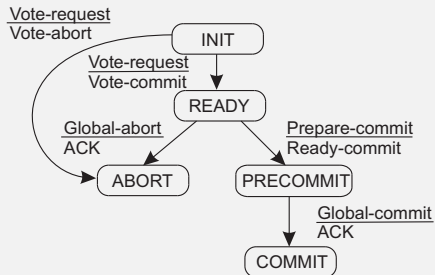 Vote-request
Vote-abort
INIT
Vote-request
Vote-commit
READY
Global-abort
ACK
Prepare-commit
Ready-commit
ABORT
PRECOMMIT
Global-commit
ACK
COMMIT